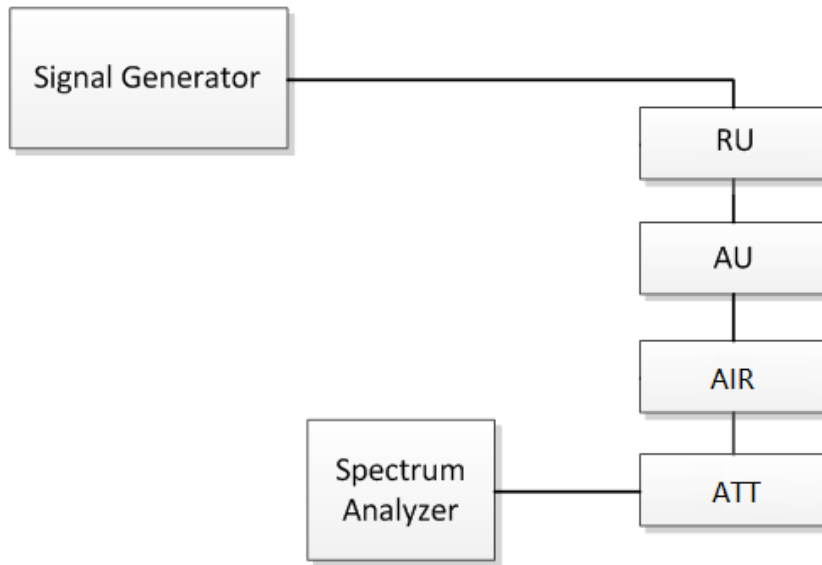 Signal Generator
RU
AU
AIR
ATT
Spectrum
Analyzer